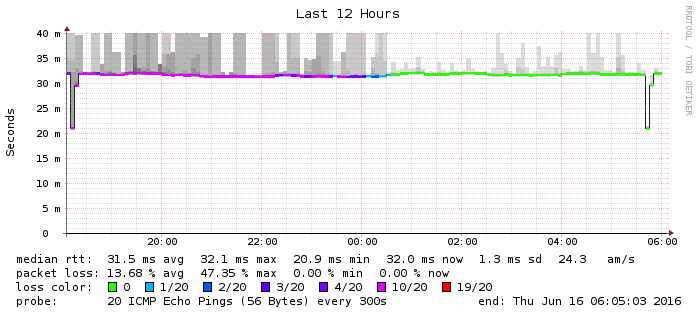 Last 12 Hours
RRDTOOL / TOBI OETIKER
Seconds
40 m
35 m
30 m
25 m
20 m
15 m
10 m
5 m
0
20:00 22:00 00:00 02:00 04:00 06:00
median rtt: 31.5 ms avg 32.1 ms max 20.9 ms min 32.0 ms now 1.3 ms sd 24.3 am/s
packet loss: 13.68 % avg 47.35 % max 0.00 % min 0.00 % now
loss color: 0 1/20 2/20 3/20 4/20 10/20 19/20
probe: 20 ICMP Echo Pings (56 Bytes) every 300s end: Thu Jun 16 06:05:03 2016